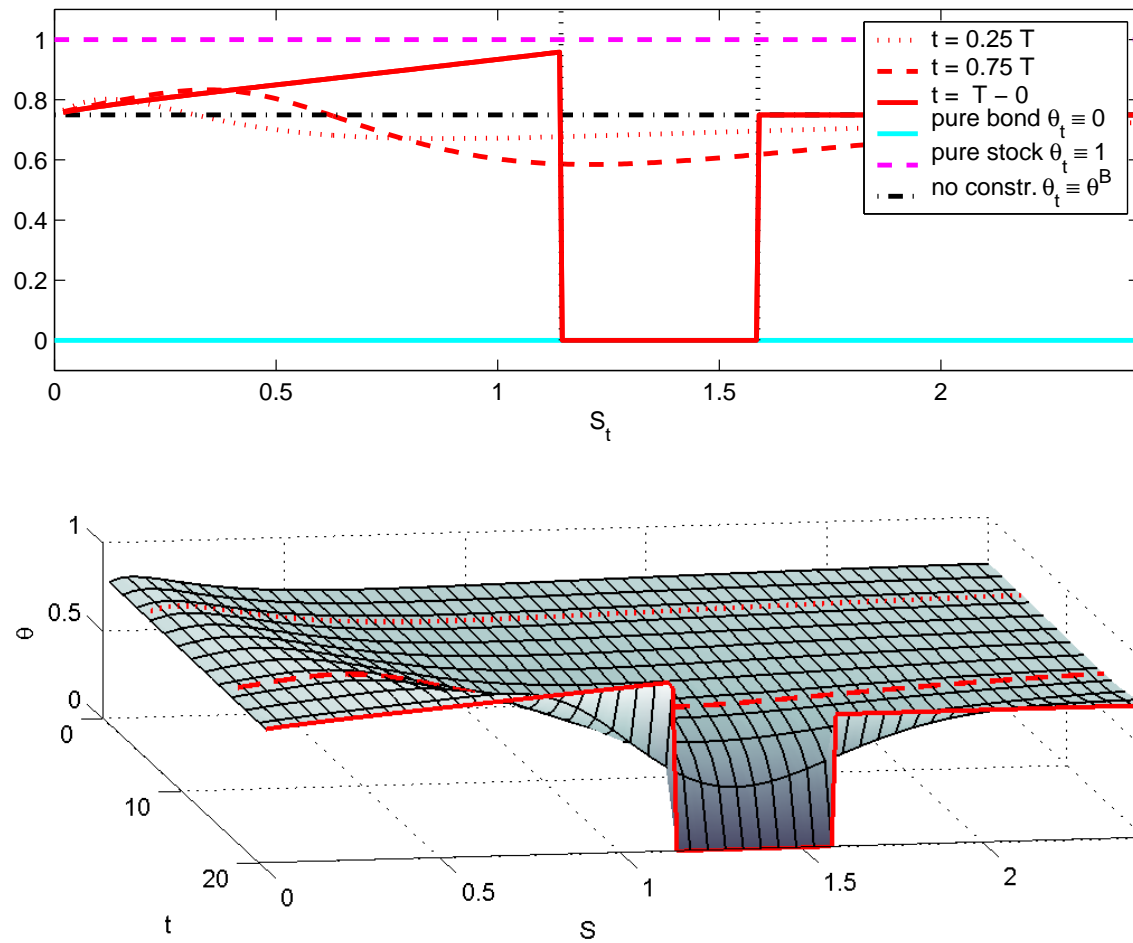 1
0.8
0.6
0.4
0.2
0
0
0.5
1
1.5
2
S_t
t = 0.25 T
t = 0.75 T
t = T − 0
pure bond θ_t ≡ 0
pure stock θ_t ≡ 1
no constr. θ_t ≡ θ^B
1
0.5
0
θ
0
10
20
t
0
0.5
1
1.5
2
S